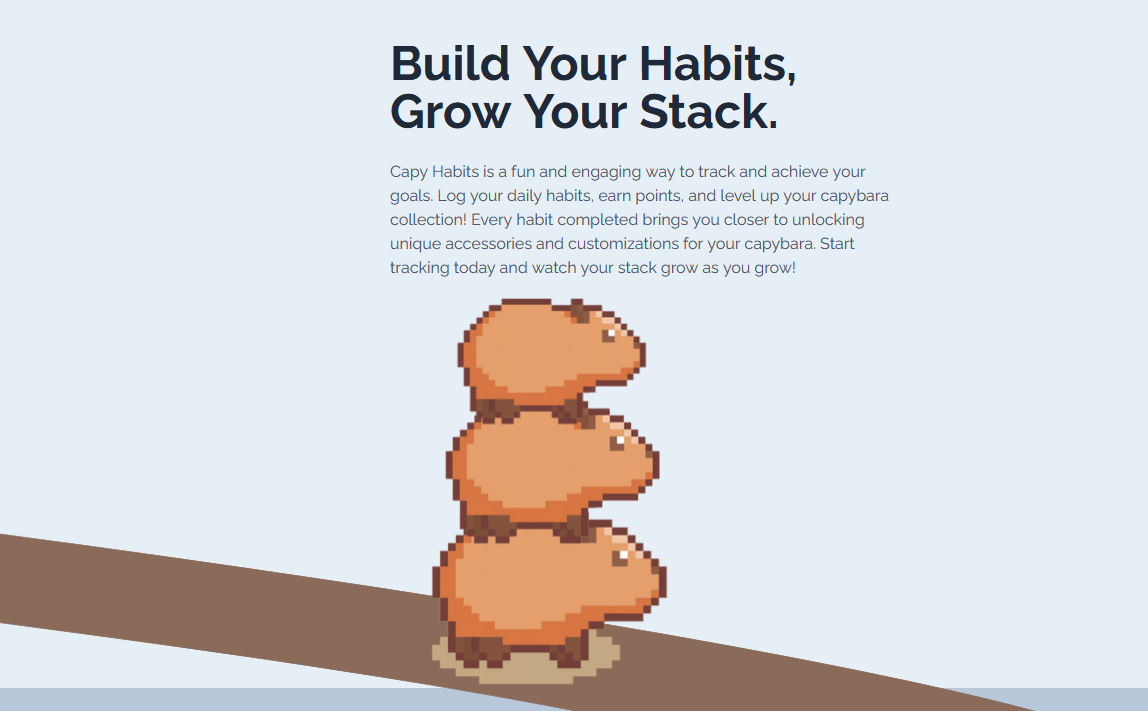 Build Your Habits,
Grow Your Stack.
Capy Habits is a fun and engaging way to track and achieve your
goals. Log your daily habits, earn points, and level up your capybara
collection! Every habit completed brings you closer to unlocking
unique accessories and customizations for your capybara. Start
tracking today and watch your stack grow as you grow!